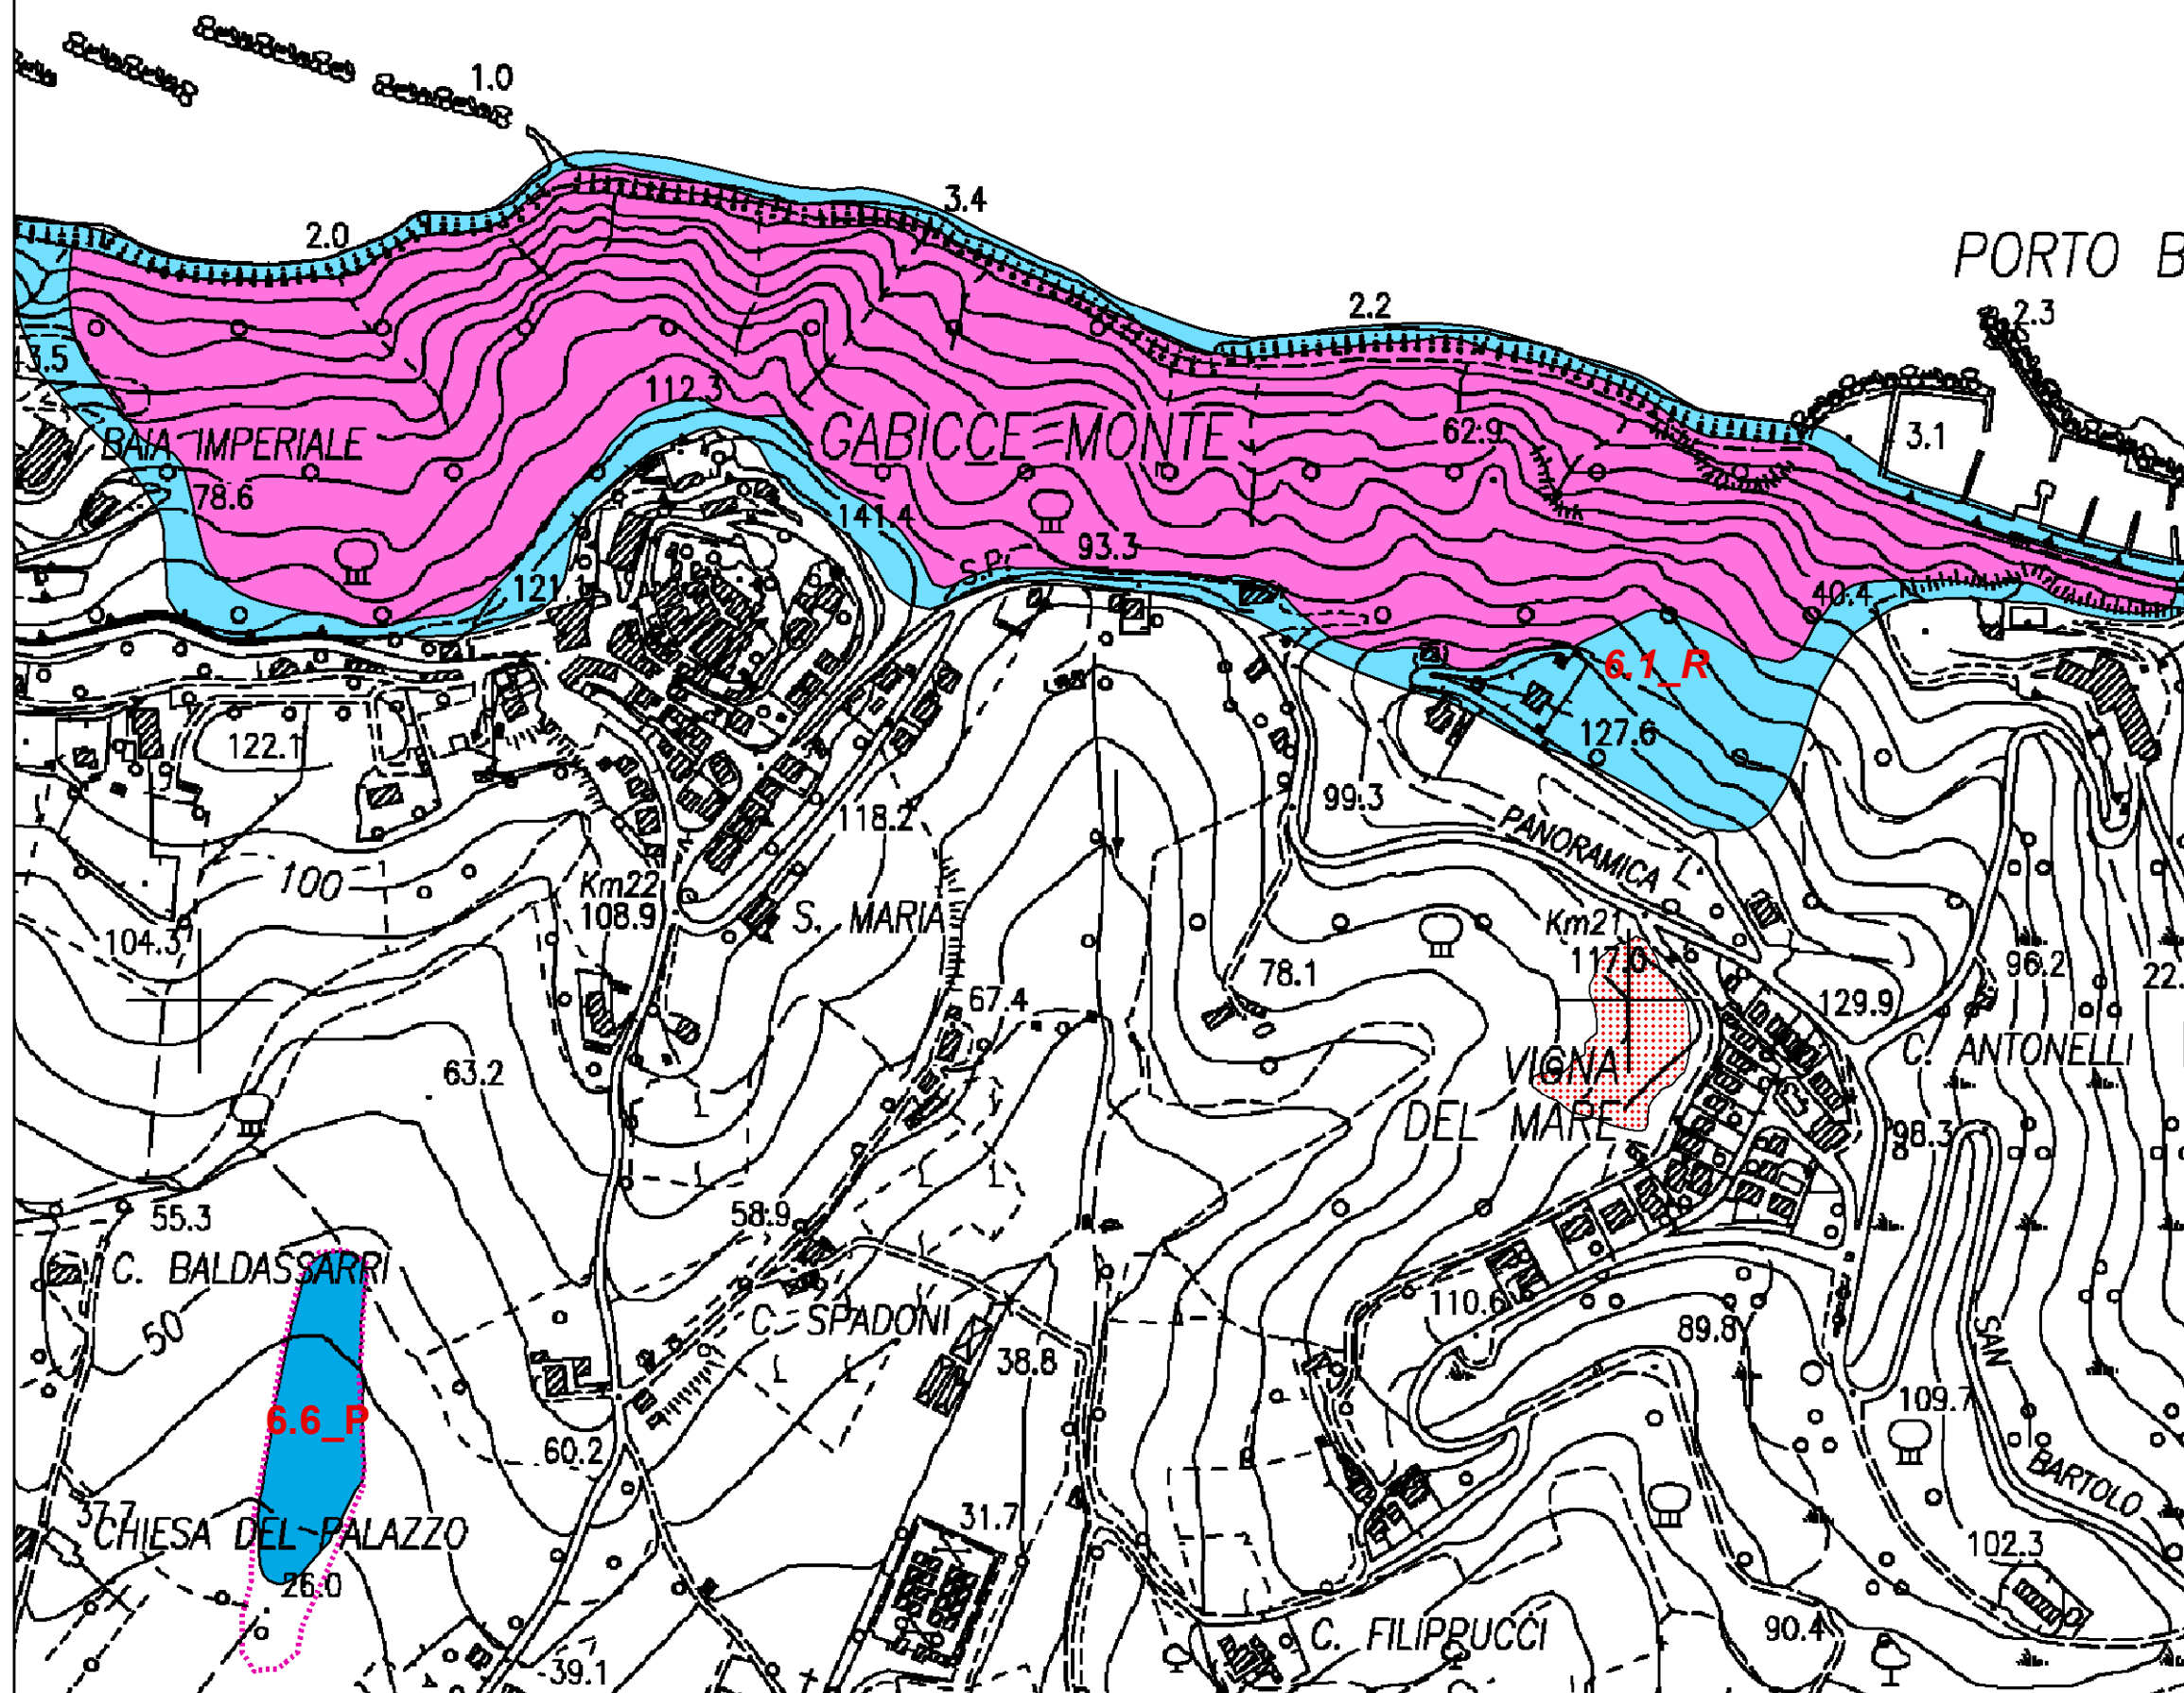 1.0
3.4
2.0
PORTO B
2.2
2.3
43.5
112.3
BAIA IMPERIALE
GABICCE MONTE
62.9
3.1
78.6
141.4
93.3
S.P.
121.1
40.4
6.1_R
127.6
122.1
99.3
118.2
PANORAMICA
100
Km22
108.9
S. MARIA
Km21
117.0
104.3
78.1
96.2
22.
67.4
129.9
63.2
VIGNA
C. ANTONELLI
DEL MARE
98.3
55.3
58.9
C. BALDASSARRI
50
C. SPADONI
110.6
89.8
SAN
38.8
109.7
6.6_P
60.2
BARTOLO
37.7
CHIESA DEL PALAZZO
31.7
102.3
26.0
C. FILIPPUCCI
90.4
39.1